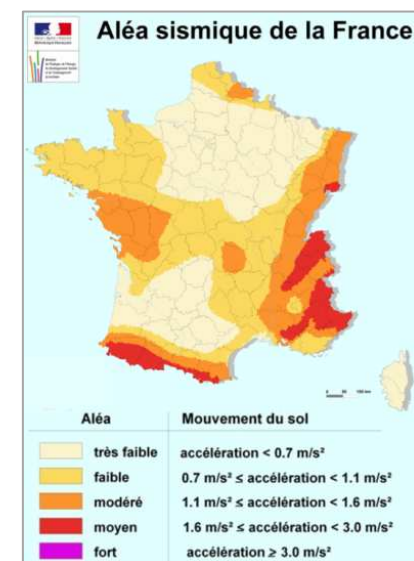 Aléa sismique de la France
Aléa Mouvement du sol
très faible accélération < 0.7 m/s²
faible 0.7 m/s² ≤ accélération < 1.1 m/s²
modéré 1.1 m/s² ≤ accélération < 1.6 m/s²
moyen 1.6 m/s² ≤ accélération < 3.0 m/s²
fort accélération ≥ 3.0 m/s²